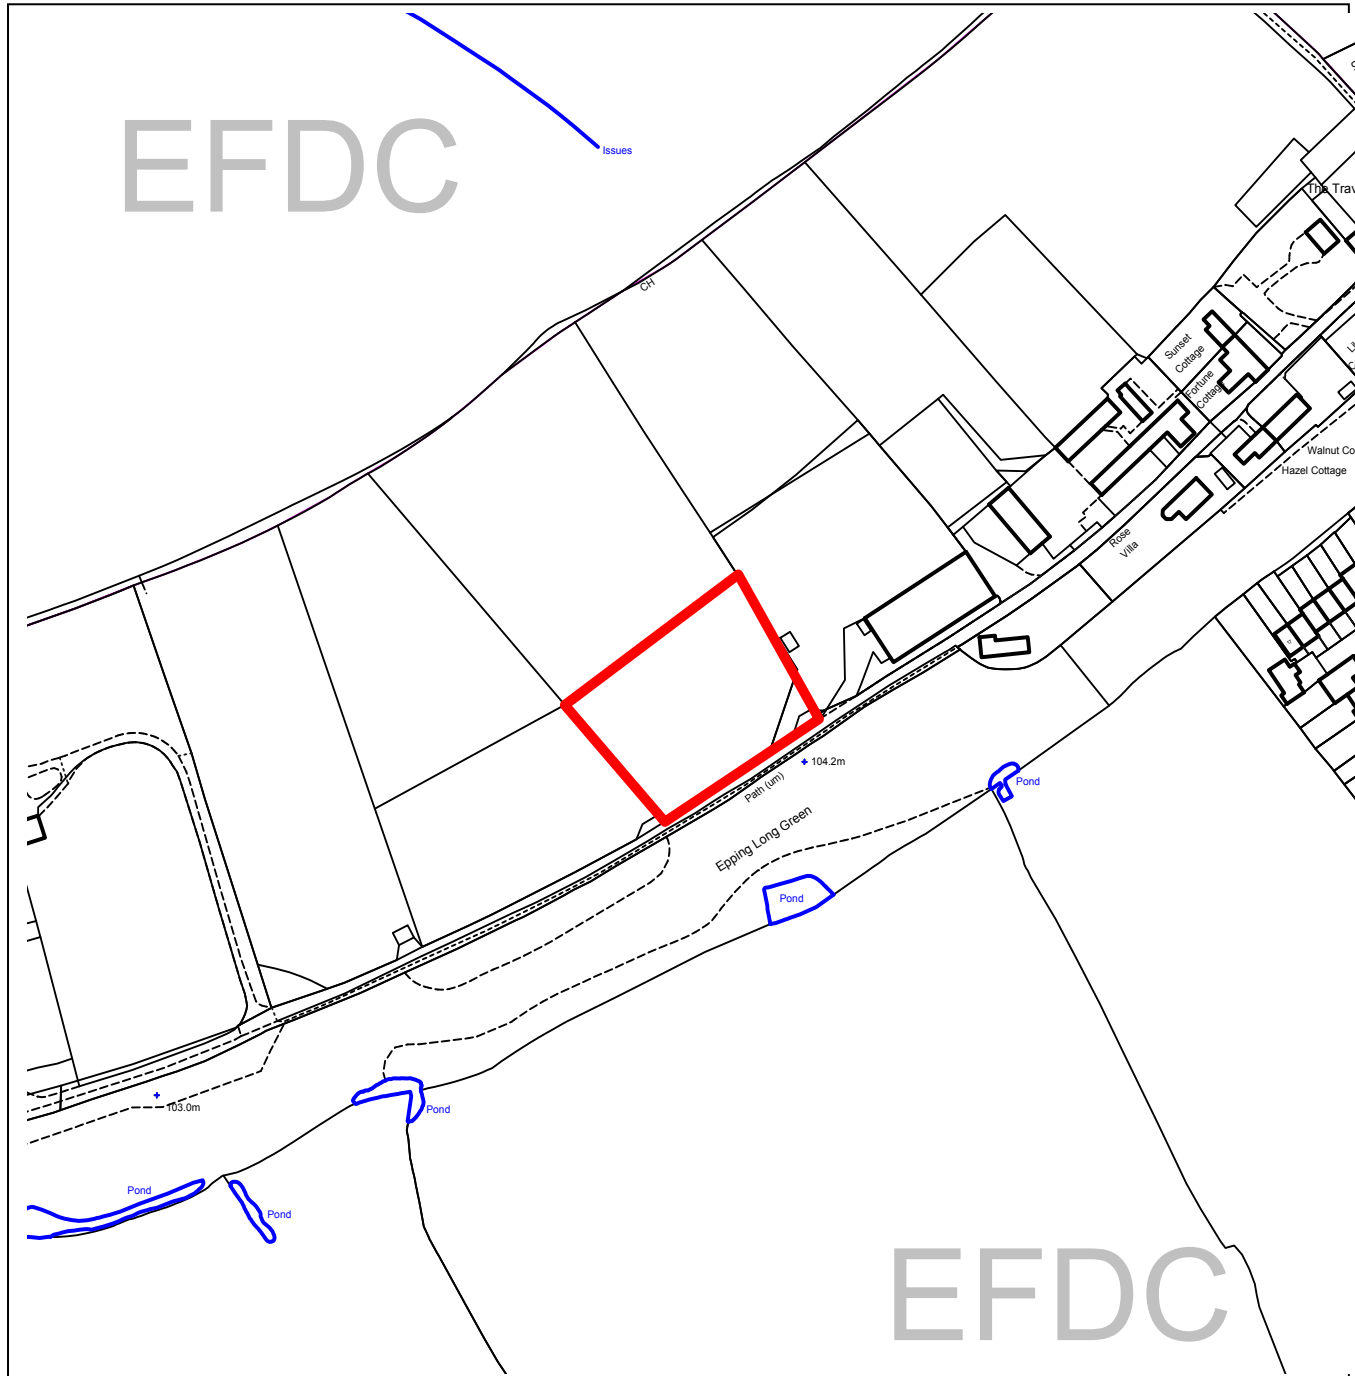 EFDC
Issues
The Trav
CH
Sunset
Cottage
Fortune
Cottag
Walnut Co
Hazel Cottage
Rose
Villa
104.2m
Path (um)
Pond
Epping Long Green
Pond
103.0m
Pond
Pond
Pond
EFDC